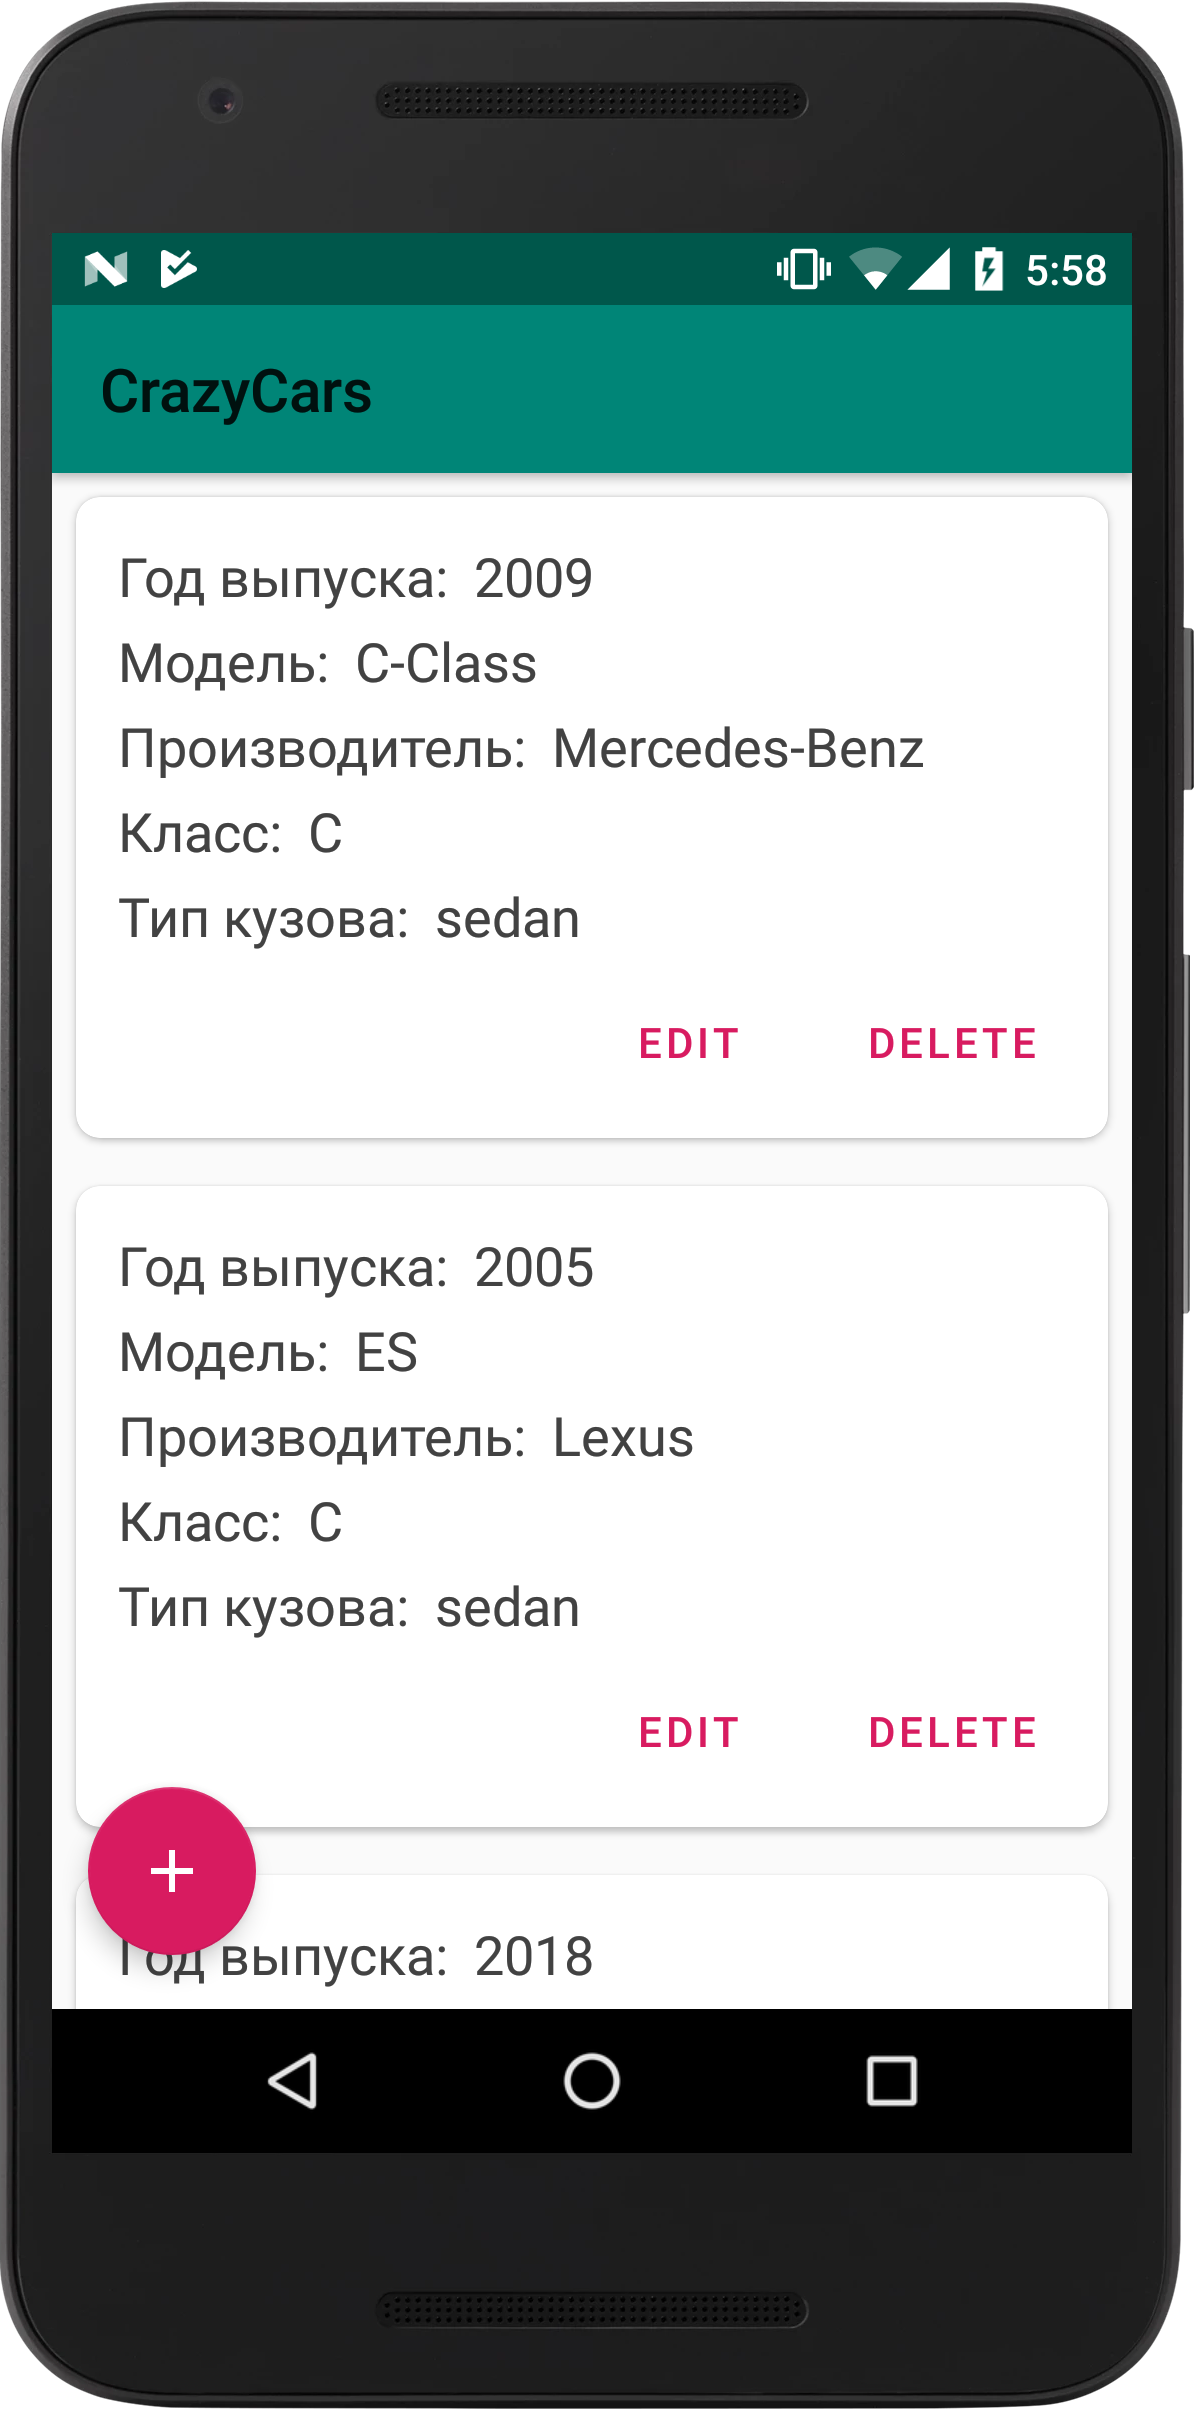 5:58
CrazyCars
Год выпуска: 2009
Модель: C-Class
Производитель: Mercedes-Benz
Класс: C
Тип кузова: sedan
EDIT DELETE
Год выпуска: 2005
Модель: ES
Производитель: Lexus
Класс: C
Тип кузова: sedan
EDIT DELETE
Год выпуска: 2018